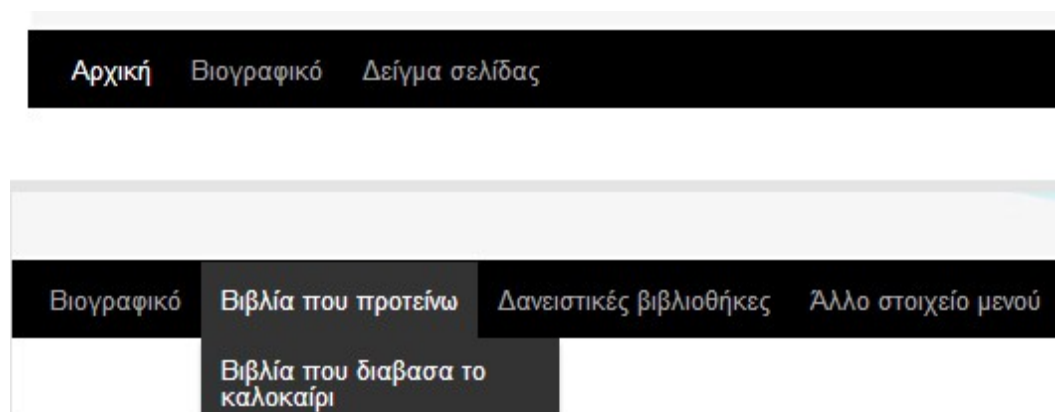 Αρχική Βιογραφικό Δείγμα σελίδας
Βιογραφικό Βιβλία που προτείνω Δανειστικές βιβλιοθήκες Άλλο στοιχείο μενού
Βιβλία που διαβασα το
καλοκαίρι